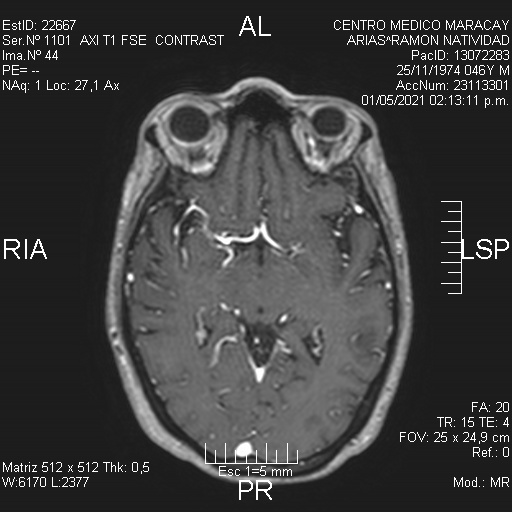 EstID: 22667
Ser.Nº 1101 AXI T1 FSE CONTRAST
Ima.Nº 44
PE= --
NAq: 1 Loc: 27,1 Ax
AL
CENTRO MEDICO MARACAY
ARIAS^RAMON NATIVIDAD
PacID: 13072283
25/11/1974 046Y M
AccNum: 23113301
01/05/2021 02:13:11 p.m.
RIA
LSP
FA: 20
TR: 15 TE: 4
FOV: 25 x 24,9 cm
Ref.: 0
Mod.: MR
Matriz 512 x 512 Thk: 0,5
W:6170 L:2377
Esc 1=5 mm
PR